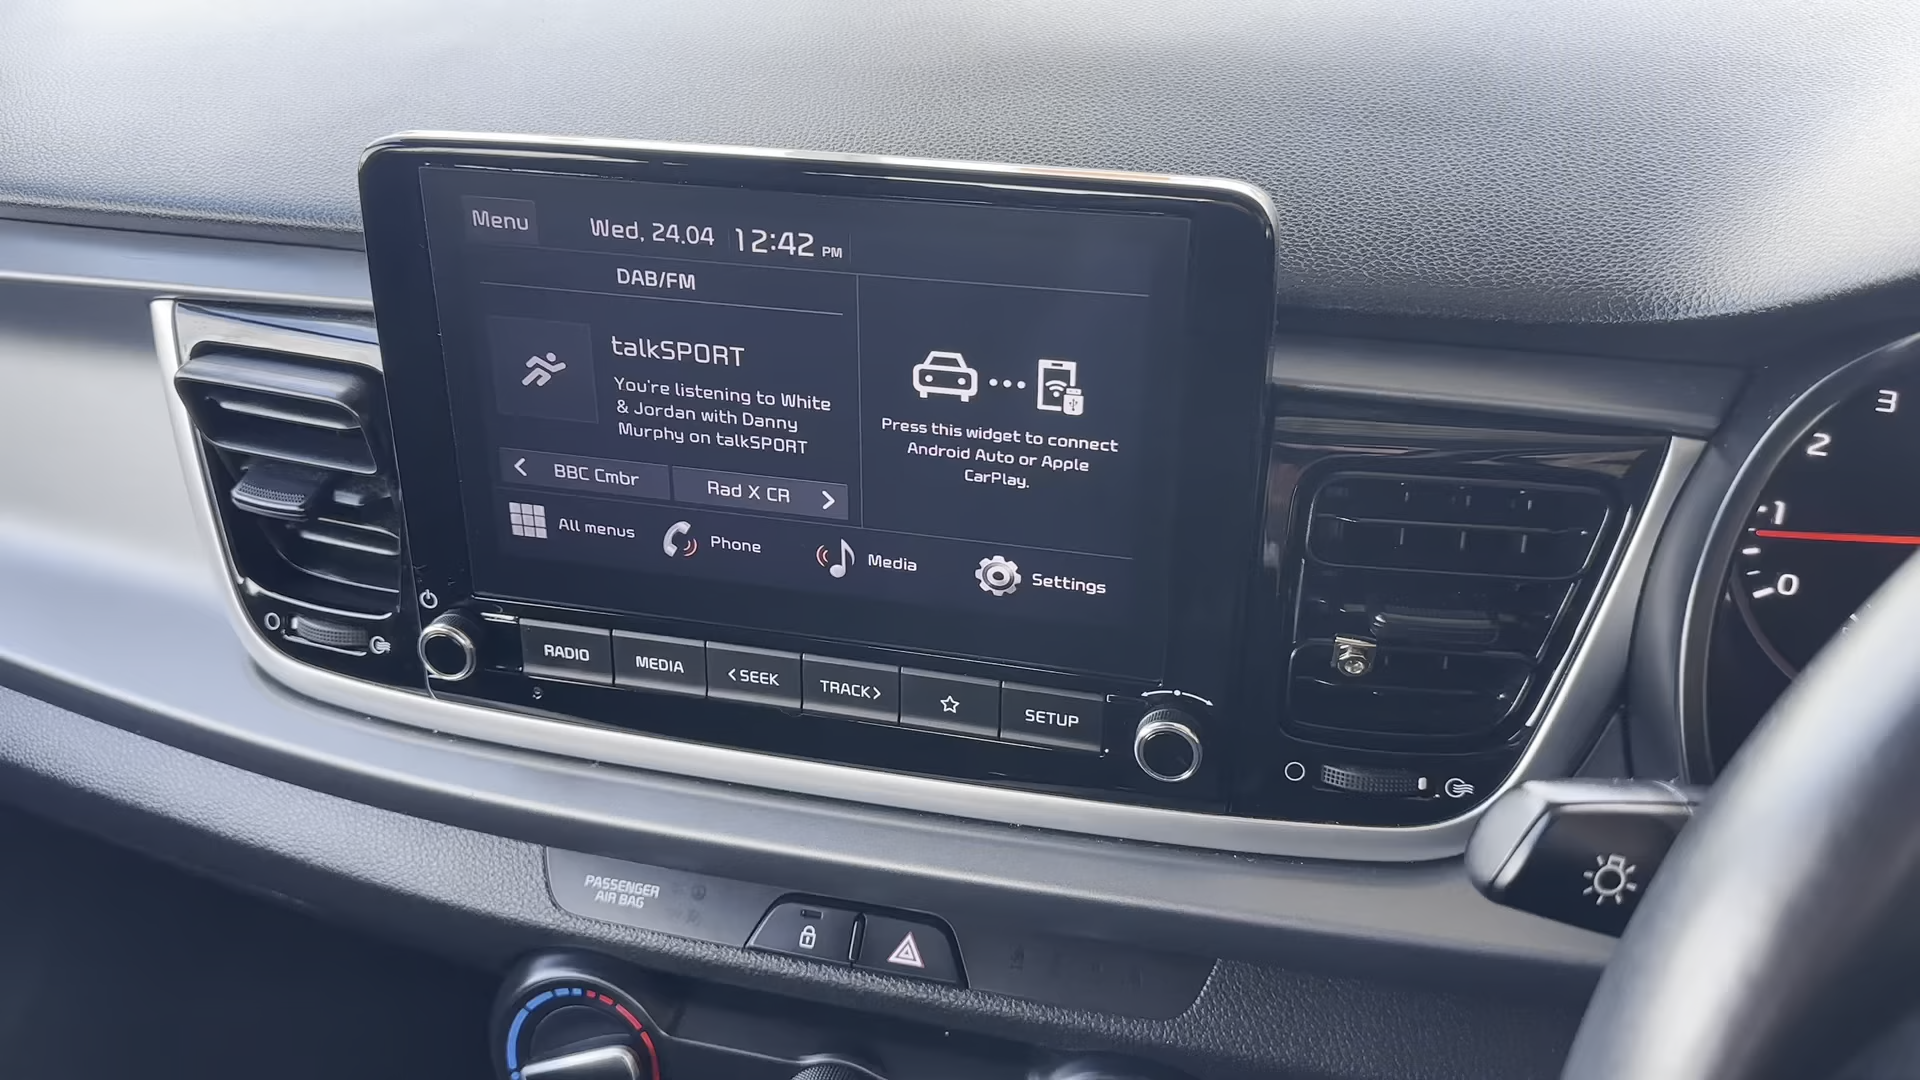 Menu
Wed, 24.04 12:42 PM
DAB/FM
talkSPORT
You're listening to White
& Jordan with Danny
Murphy on talkSPORT
BBC Cmbr
Rad X CR
Press this widget to connect
Android Auto or Apple
CarPlay.
All menus
Phone
Media
Settings
RADIO
MEDIA
<SEEK
TRACK>
SETUP
PASSENGER
AIR BAG
3
2
1
0